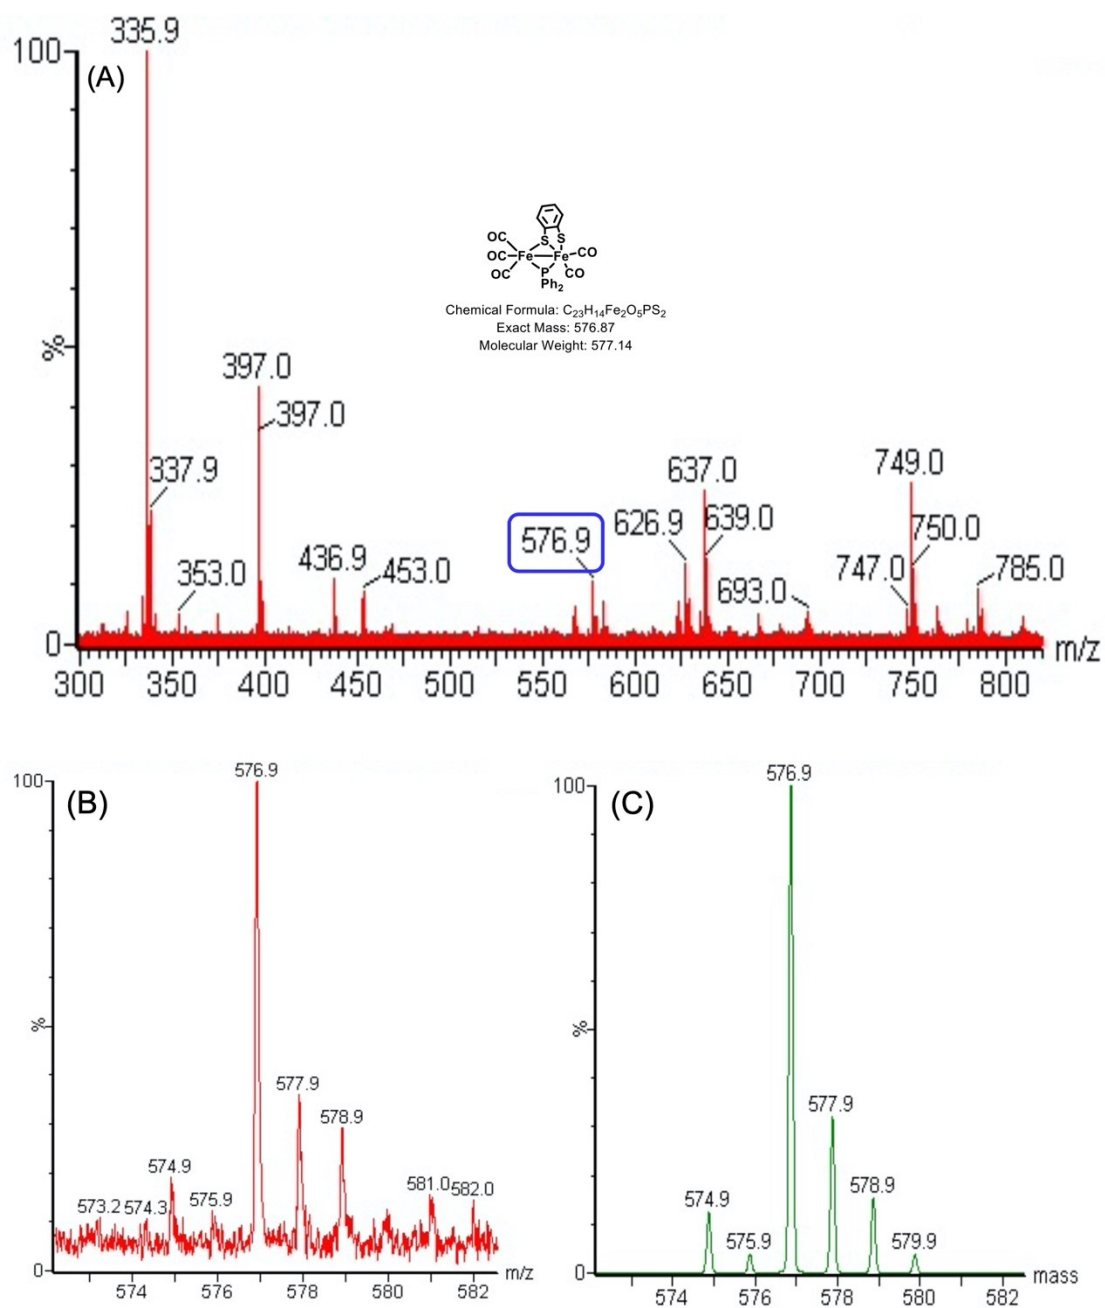 335.9
100
(A)
OC
OC
OC
S
S
Fe
Fe
CO
CO
P
Ph₂
Chemical Formula: C₂₃H₁₄Fe₂O₅PS₂
Exact Mass: 576.87
Molecular Weight: 577.14
%
397.0
397.0
337.9
353.0
436.9
453.0
576.9
626.9
637.0
639.0
693.0
749.0
750.0
747.0
785.0
0
m/z
300 350 400 450 500 550 600 650 700 750 800
576.9
100
(B)
%
577.9
578.9
574.9
573.2
574.3
575.9
581.0
582.0
0
m/z
574 576 578 580 582
576.9
100
(C)
%
577.9
578.9
574.9
575.9
579.9
0
mass
574 576 578 580 582